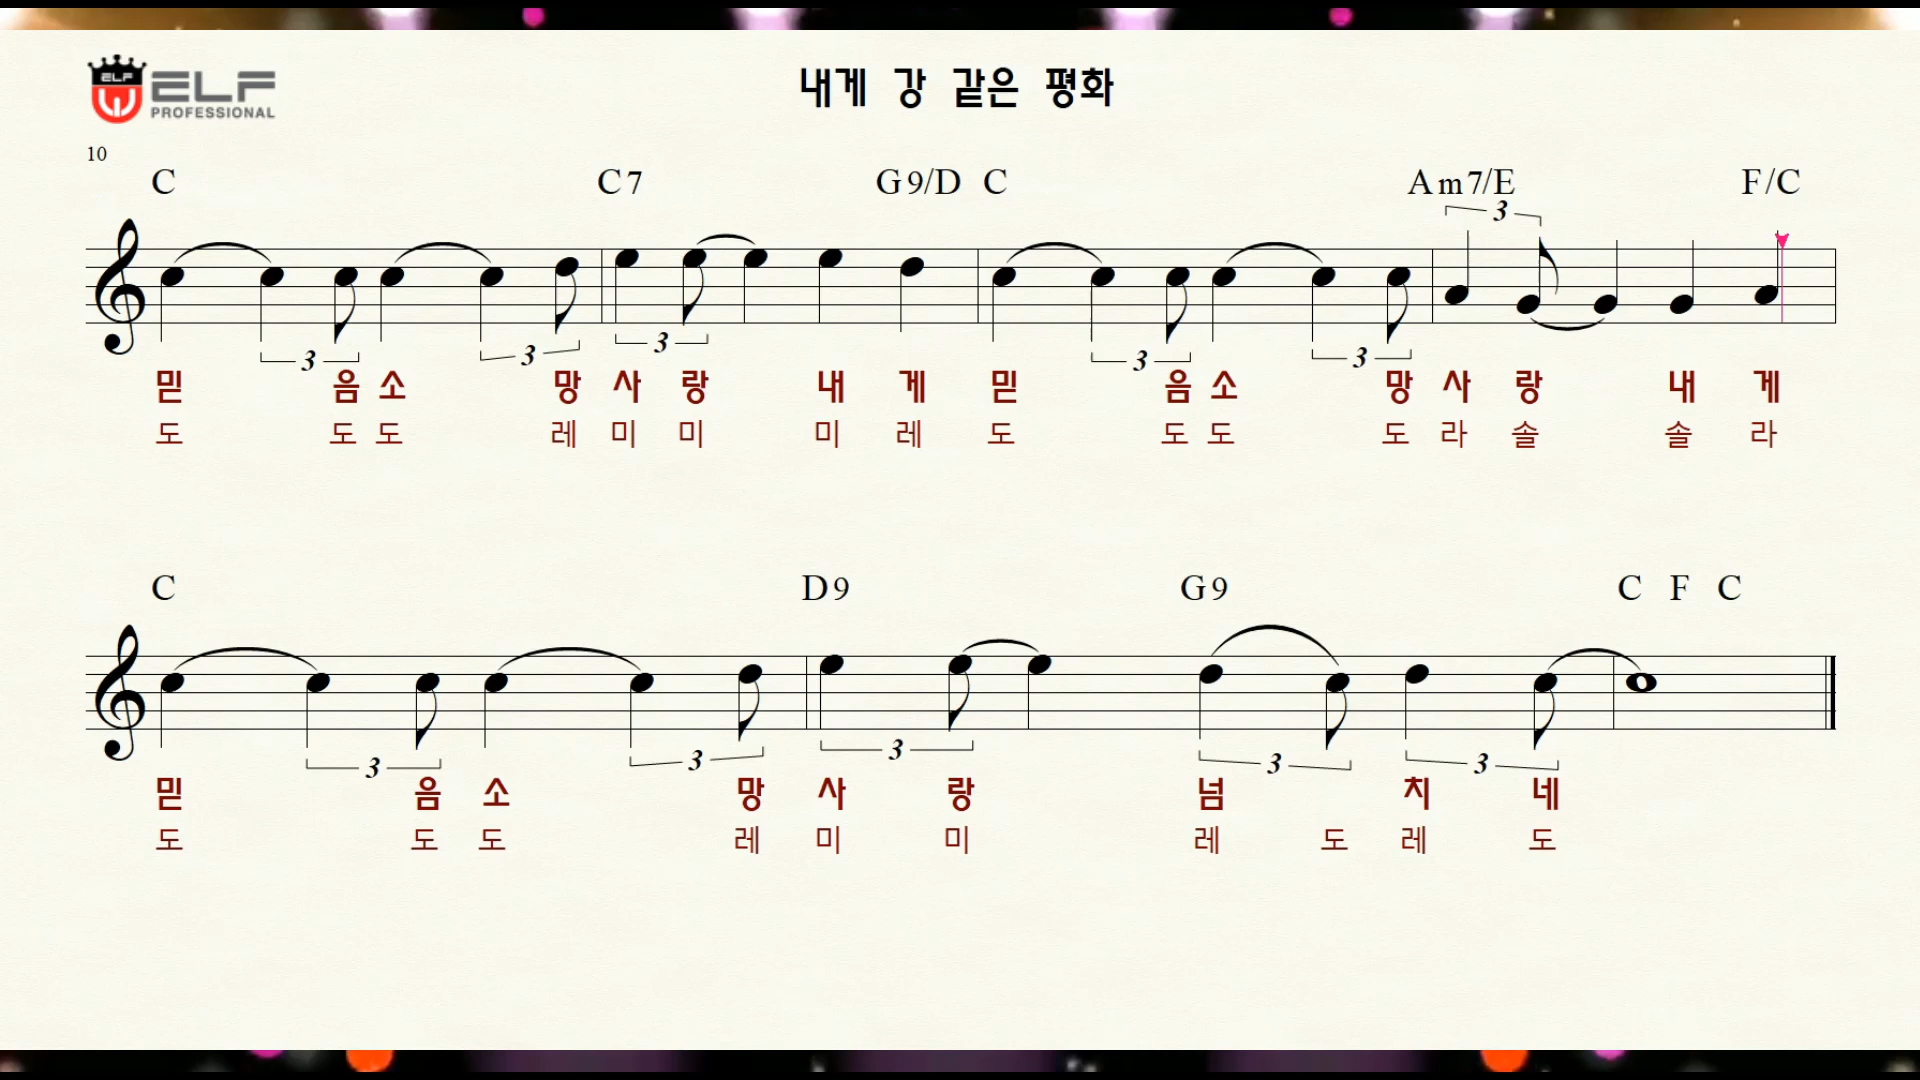 ELF
ELF
PROFESSIONAL
내게 강 같은 평화
10
C C7 G9/D C Am7/E F/C
3
3 3 3 3 3
믿 음 소 망 사 랑 내 게 믿 음 소 망 사 랑 내 게
도 도 도 레 미 미 미 레 도 도 도 도 라 솔 솔 라
C D9 G9 C F C
3 3 3 3 3
믿 음 소 망 사 랑 넘 치 네
도 도 도 레 미 미 레 도 레 도